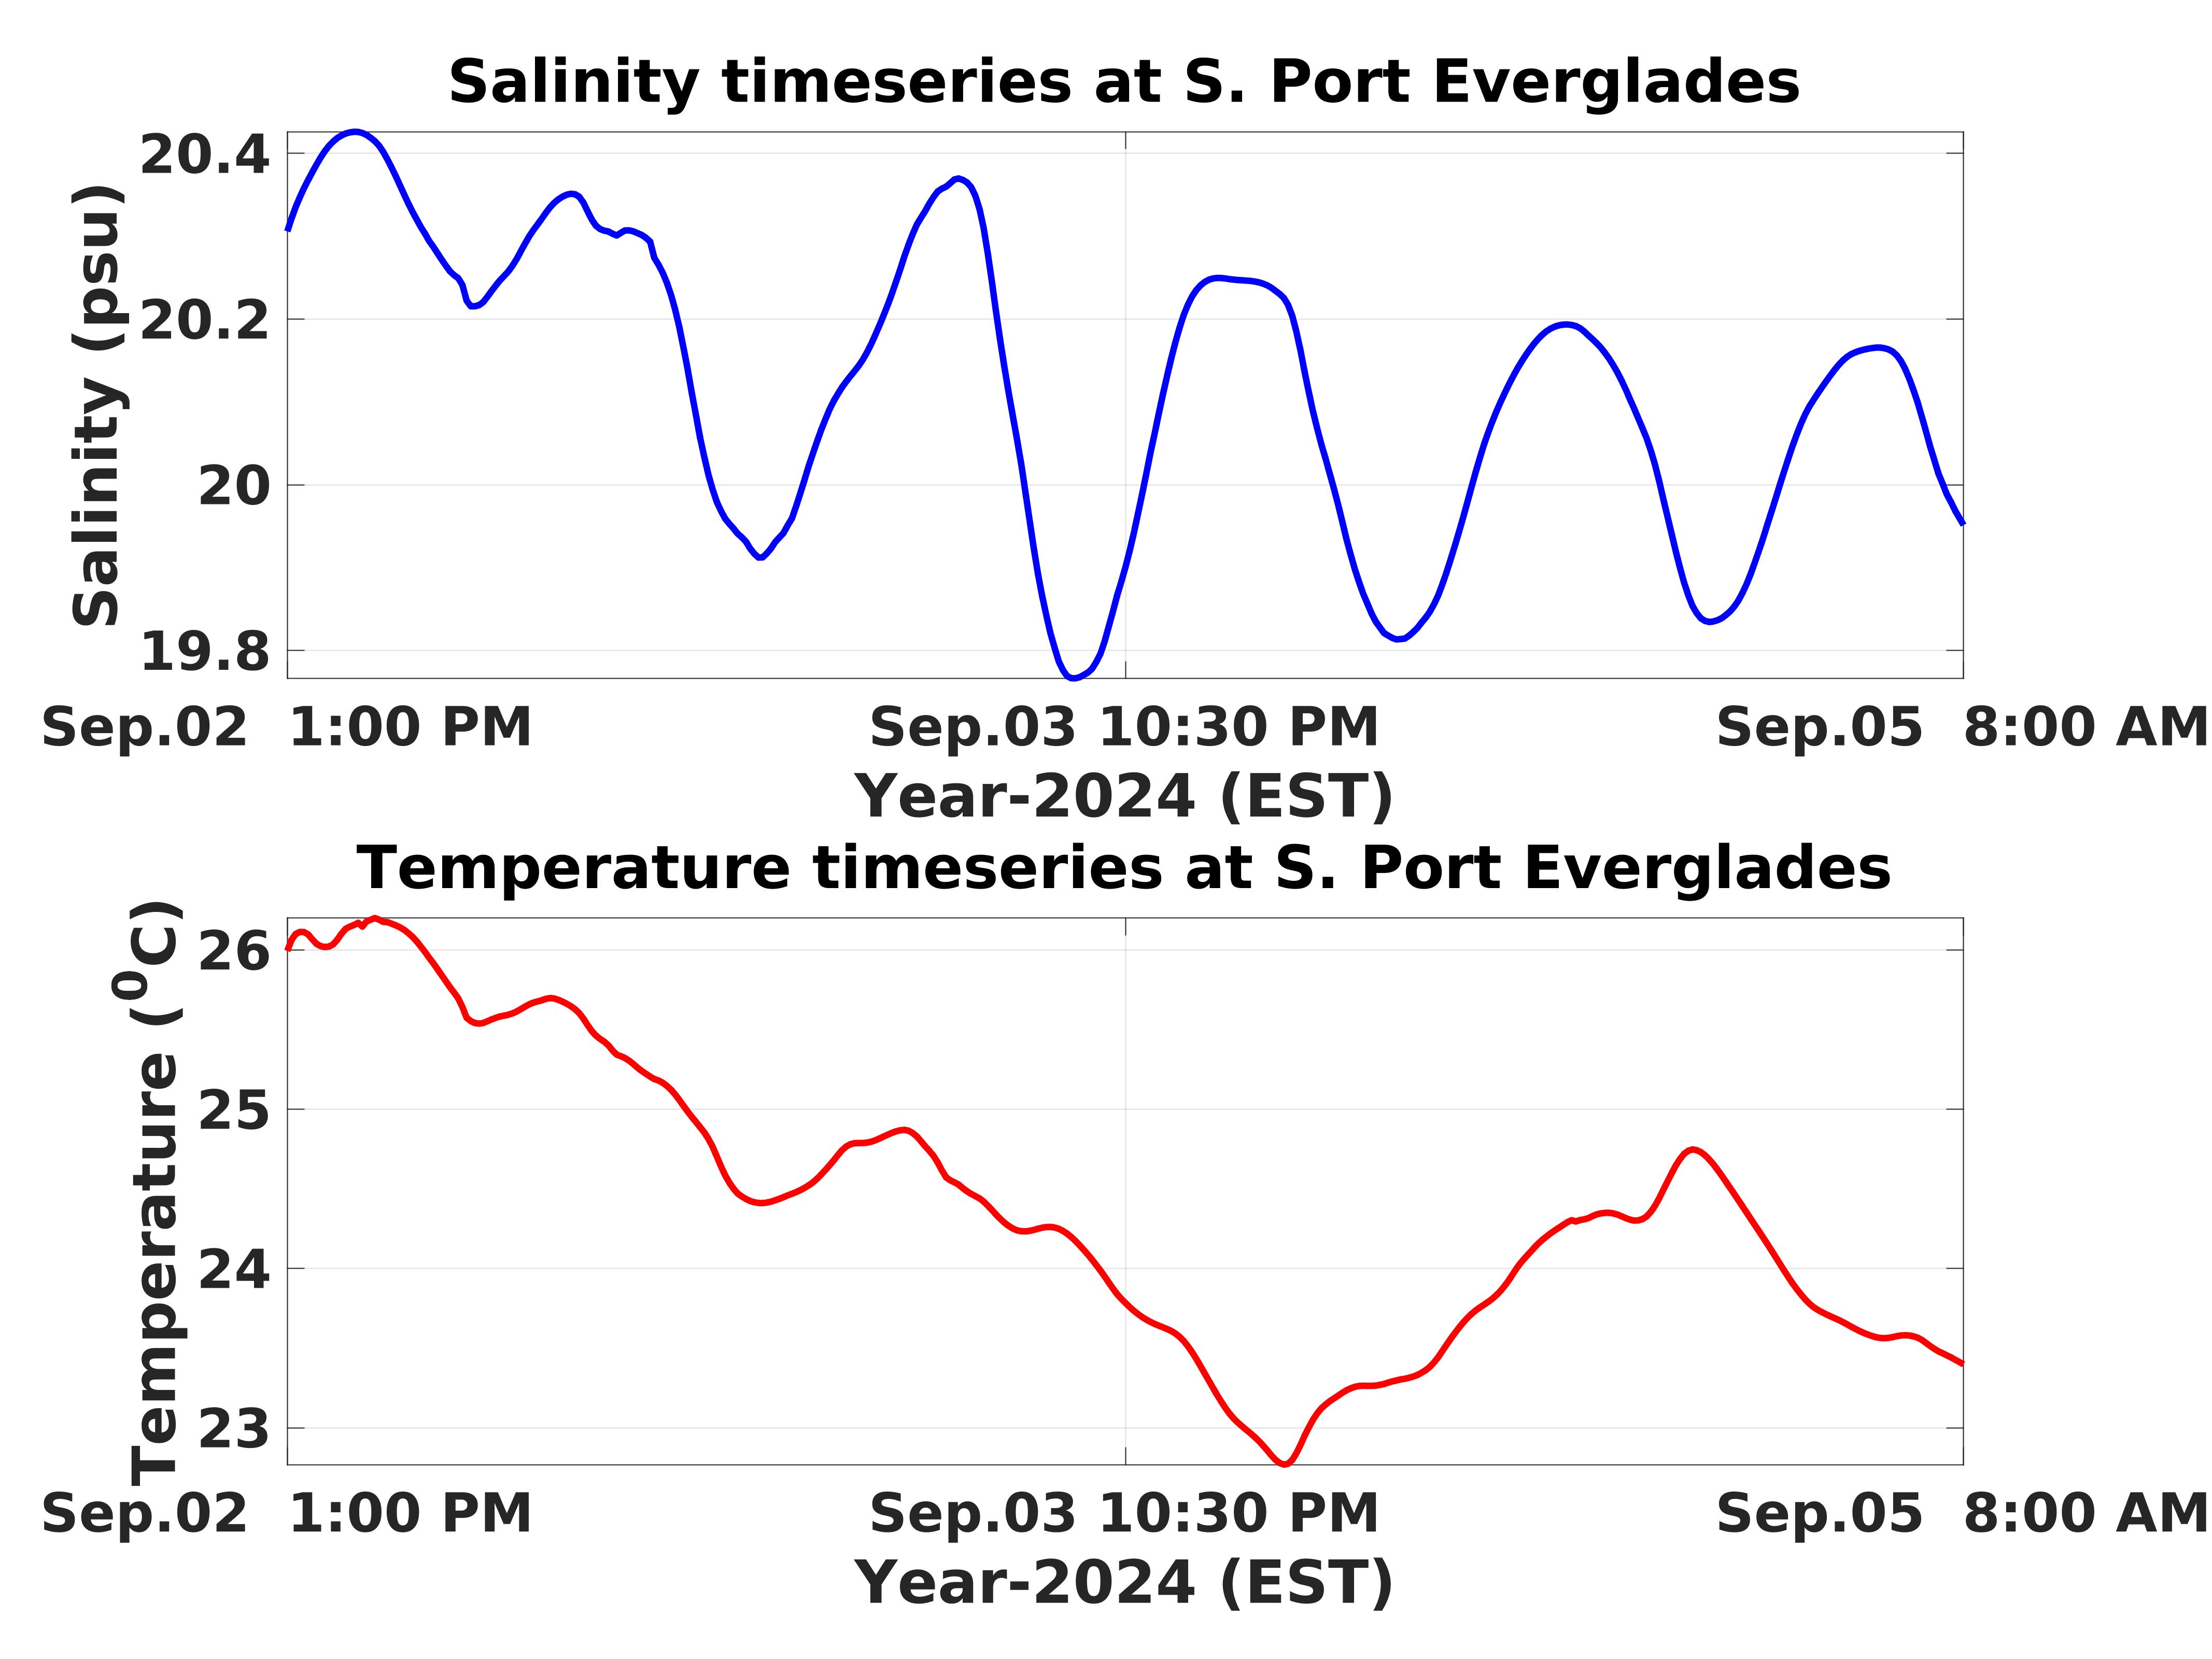 Salinity timeseries at S. Port Everglades
Salinity (psu)
20.4
20.2
20
19.8
Sep.02 1:00 PM Sep.03 10:30 PM Sep.05 8:00 AM
Year-2024 (EST)
Temperature timeseries at S. Port Everglades
Temperature (⁰C)
26
25
24
23
Sep.02 1:00 PM Sep.03 10:30 PM Sep.05 8:00 AM
Year-2024 (EST)